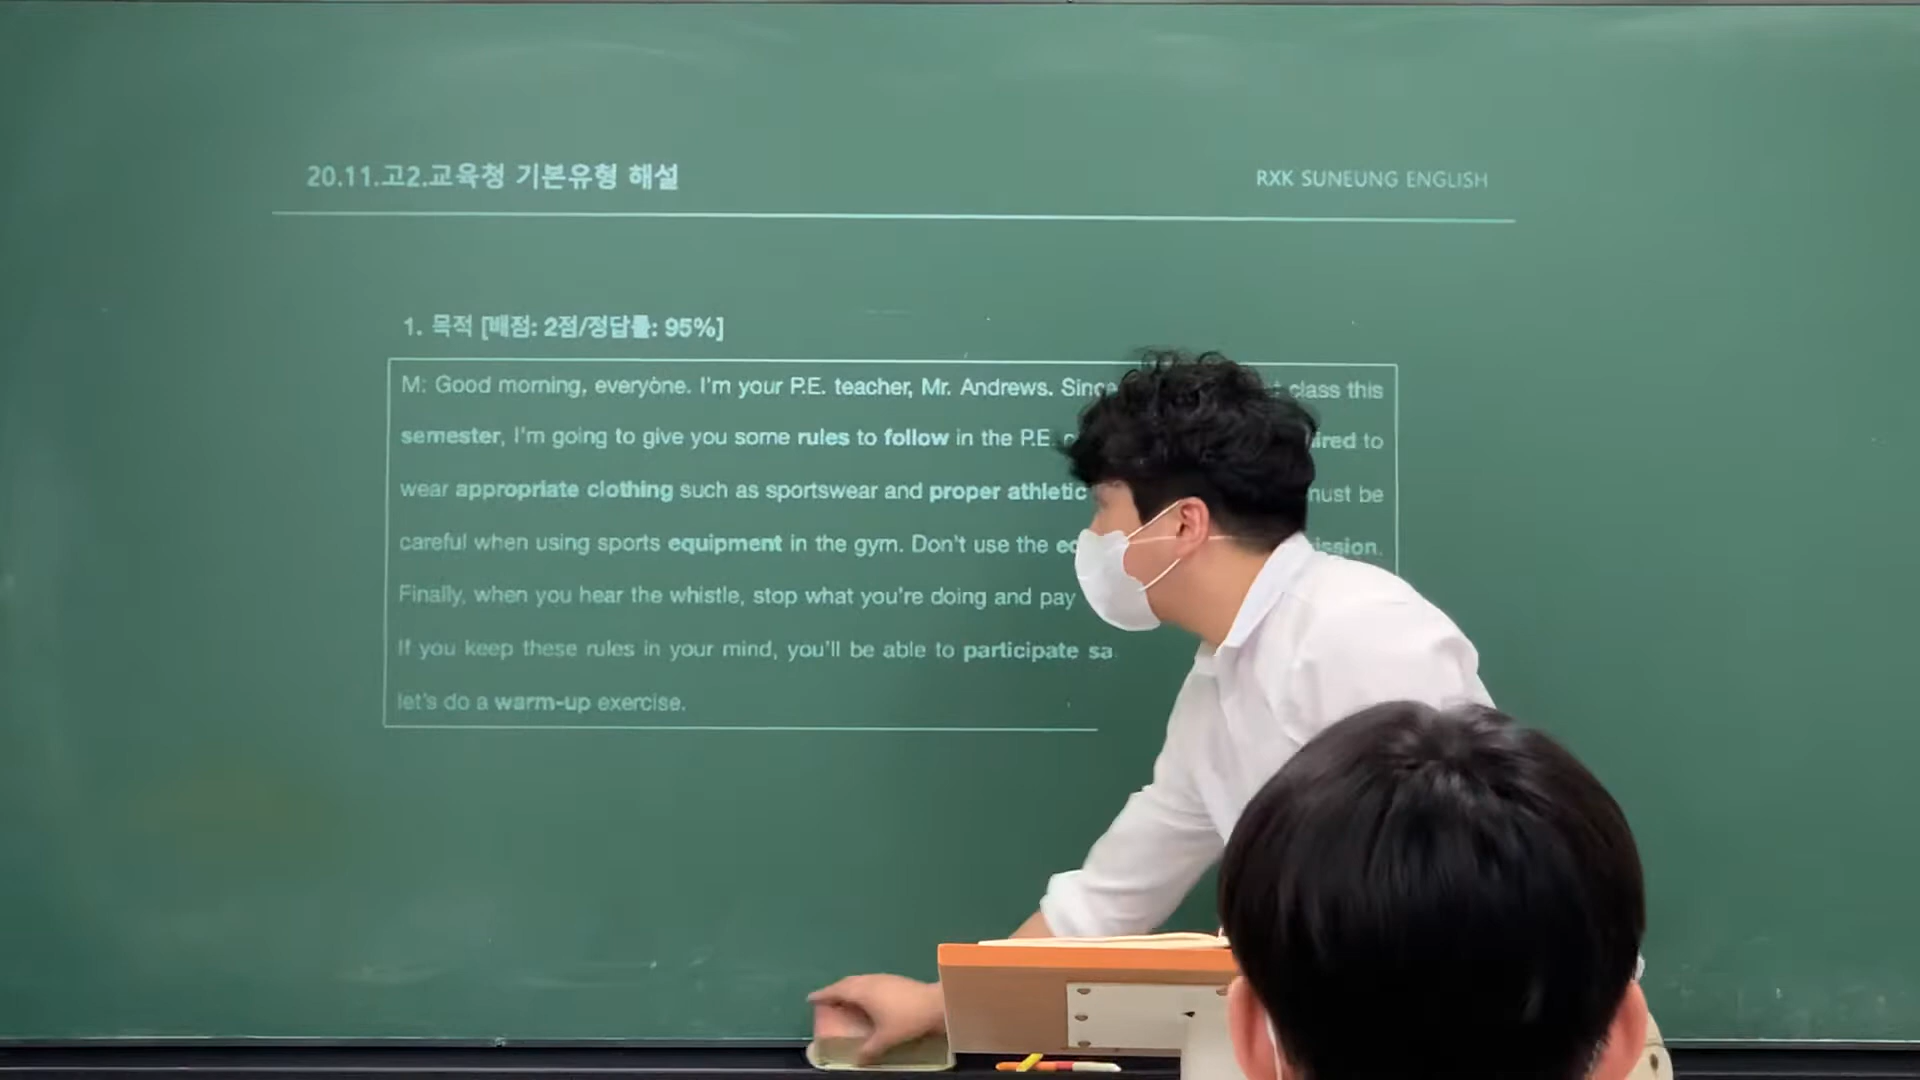 20.11.고2.교육청 기본유형 해설
RXK SUNEUNG ENGLISH
1. 목적 [배점: 2점/정답률: 95%]
M: Good morning, everyone. I'm your P.E. teacher, Mr. Andrews. Since class this
semester, I'm going to give you some rules to follow in the P.E. to
wear appropriate clothing such as sportswear and proper athletic must be
careful when using sports equipment in the gym. Don't use the
Finally, when you hear the whistle, stop what you're doing and pay
If you keep these rules in your mind, you'll be able to participate
let's do a warm-up exercise.